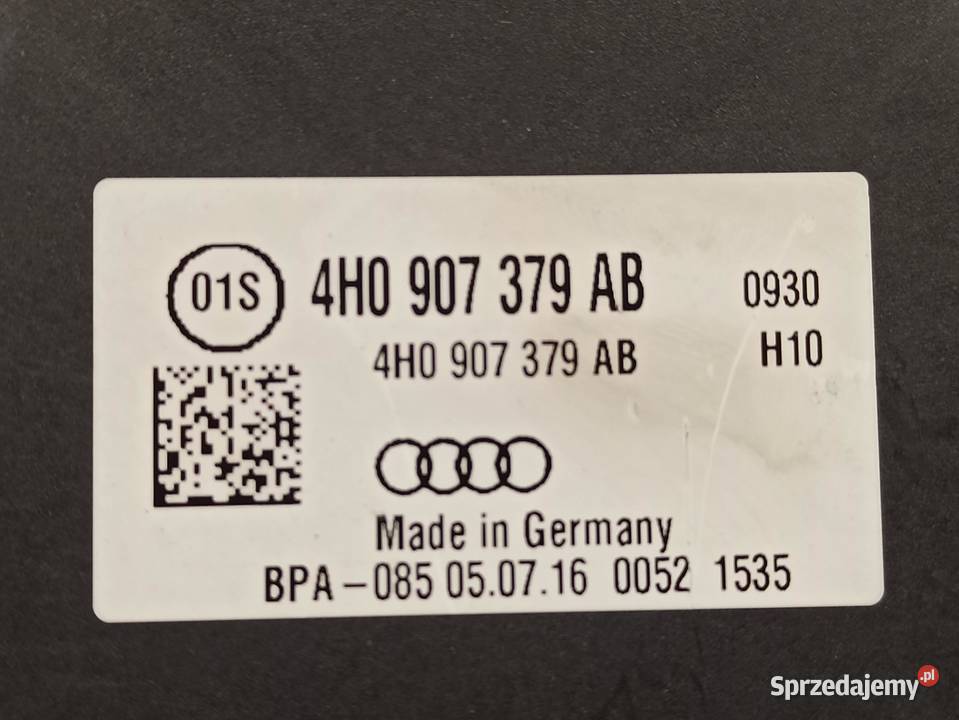 01S 4H0 907 379 AB 0930
4H0 907 379 AB H10
Made in Germany
BPA-085 05.07.16 0052 1535
Sprzedajemy.pl